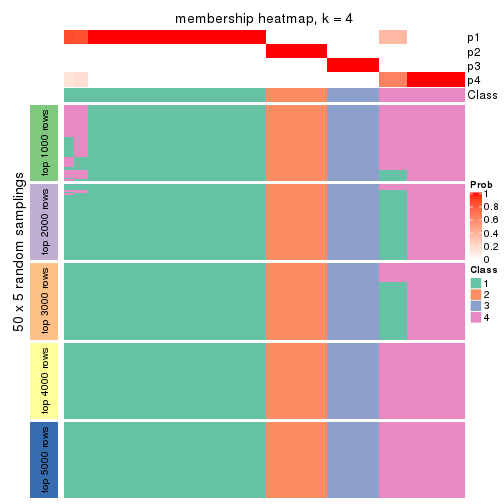 membership heatmap, k = 4
p1
p2
p3
p4
Class
50 x 5 random samplings
top 1000 rows
top 2000 rows
top 3000 rows
top 4000 rows
top 5000 rows
Prob
1
0.8
0.6
0.4
0.2
0
Class
1
2
3
4